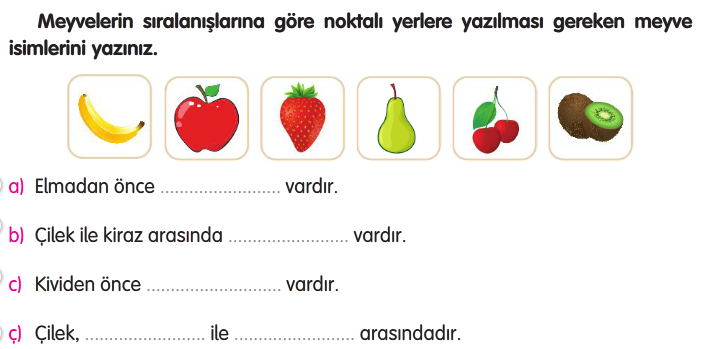 Meyvelerin sıralanışlarına göre noktalı yerlere yazılması gereken meyve
isimlerini yazınız.
a) Elmadan önce ........................ vardır.
b) Çilek ile kiraz arasında ........................ vardır.
c) Kividen önce ........................... vardır.
ç) Çilek, ........................ ile ........................ arasındadır.